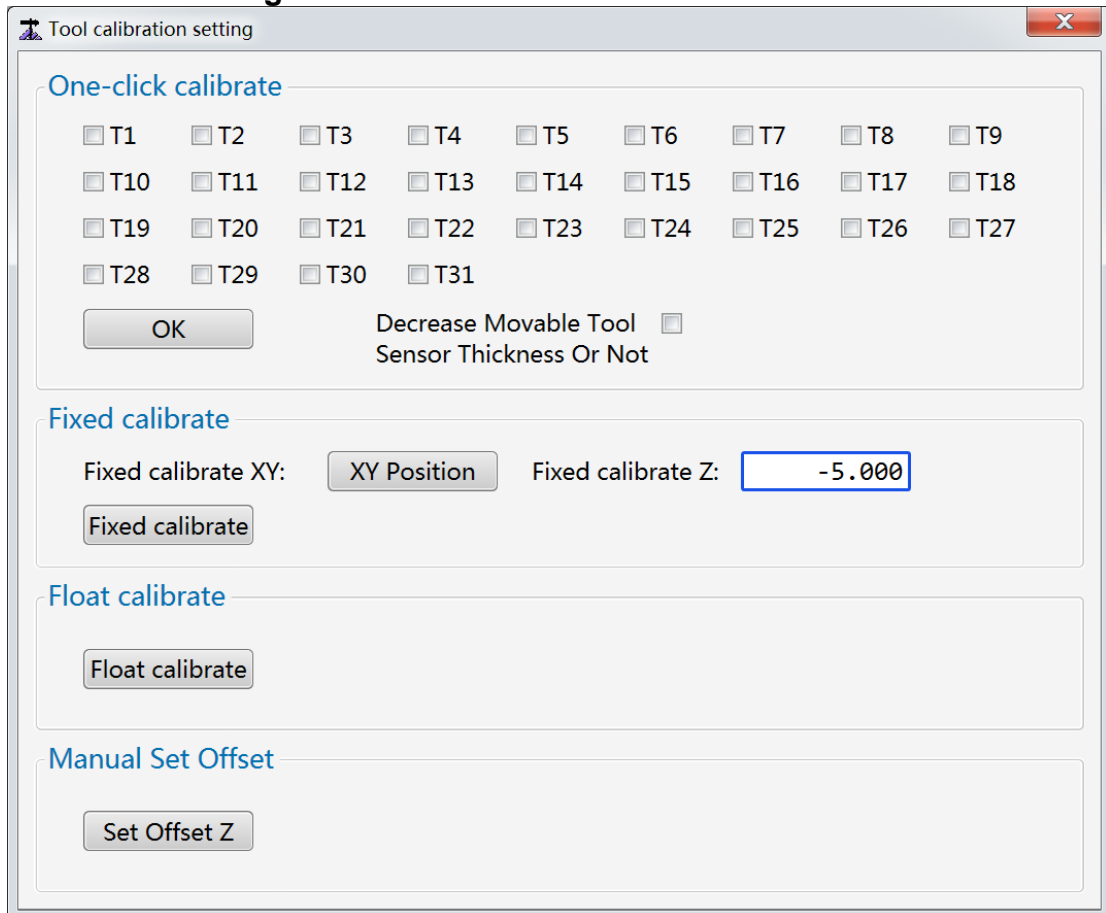 Tool calibration setting
One-click calibrate
T1 T2 T3 T4 T5 T6 T7 T8 T9
T10 T11 T12 T13 T14 T15 T16 T17 T18
T19 T20 T21 T22 T23 T24 T25 T26 T27
T28 T29 T30 T31
OK Decrease Movable Tool
Sensor Thickness Or Not
Fixed calibrate
Fixed calibrate XY: XY Position Fixed calibrate Z: -5.000
Fixed calibrate
Float calibrate
Float calibrate
Manual Set Offset
Set Offset Z